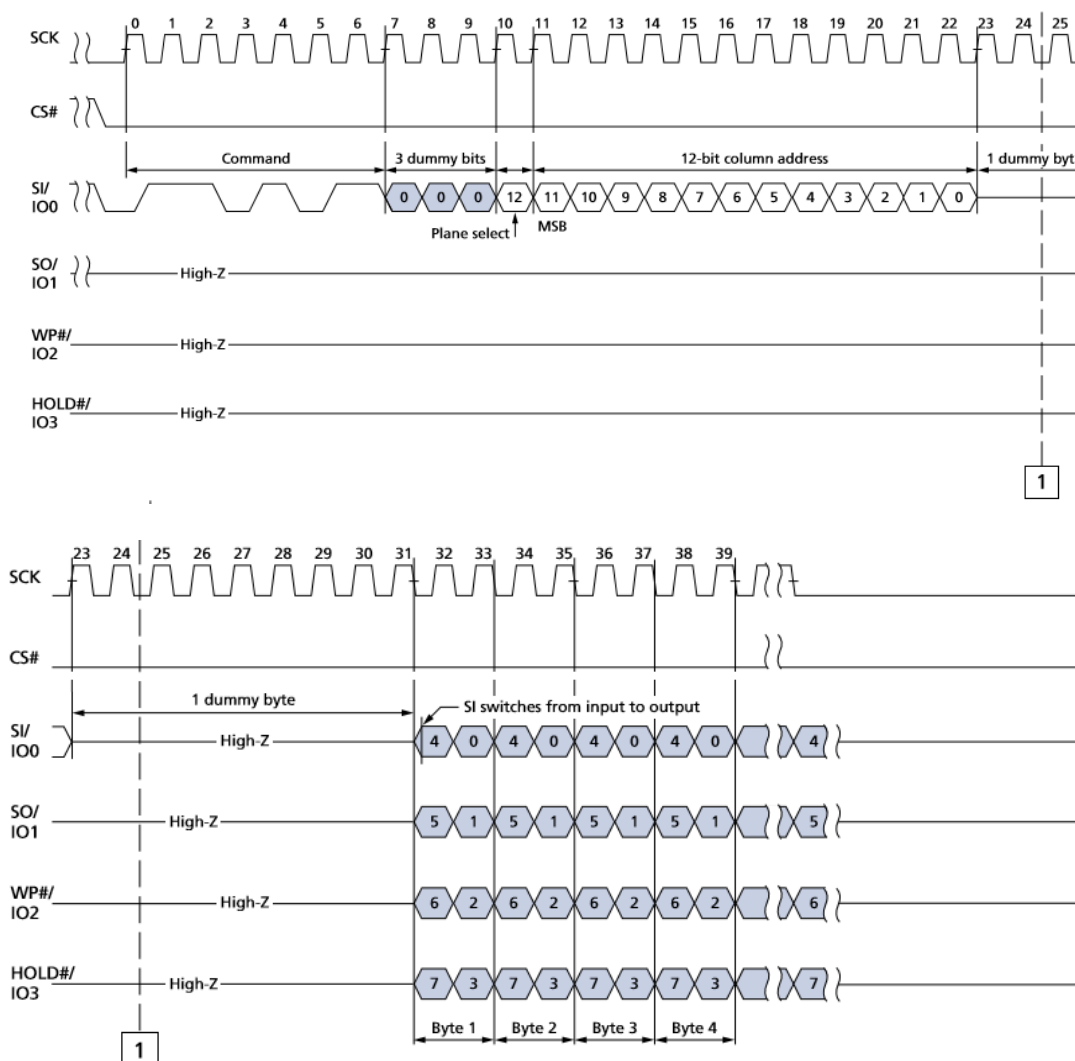 0 1 2 3 4 5 6 7 8 9 10 11 12 13 14 15 16 17 18 19 20 21 22 23 24 25
SCK
CS#
Command 3 dummy bits 12-bit column address 1 dummy byt
SI/
IO0
0 0 0 12 11 10 9 8 7 6 5 4 3 2 1 0
Plane select MSB
SO/
IO1
High-Z
WP#/
IO2
High-Z
HOLD#/
IO3
High-Z
1
23 24 25 26 27 28 29 30 31 32 33 34 35 36 37 38 39
SCK
CS#
1 dummy byte
SI switches from input to output
SI/
IO0
High-Z 4 0 4 0 4 0 4 0 4
SO/
IO1
High-Z 5 1 5 1 5 1 5 1 5
WP#/
IO2
High-Z 6 2 6 2 6 2 6 2 6
HOLD#/
IO3
High-Z 7 3 7 3 7 3 7 3 7
Byte 1 Byte 2 Byte 3 Byte 4
1